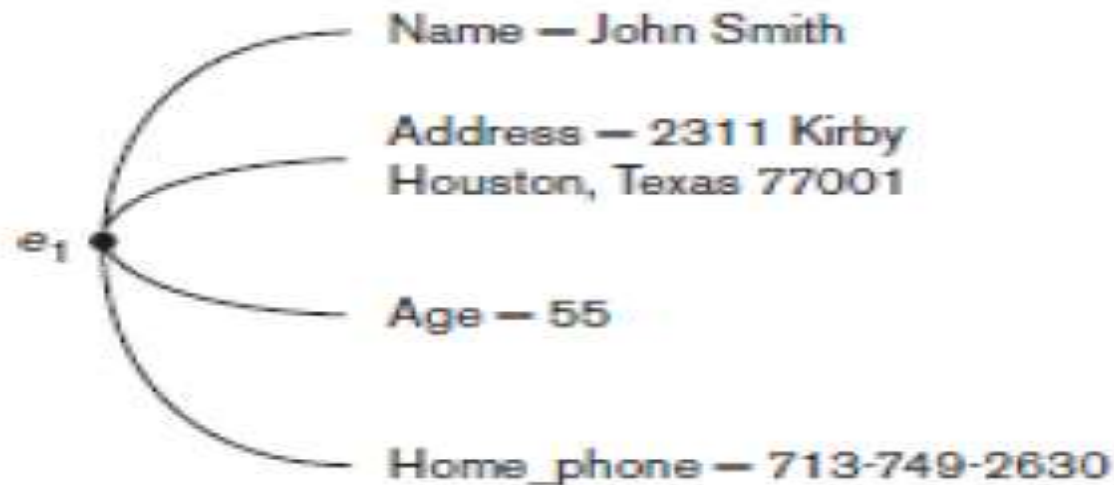 Name – John Smith
Address – 2311 Kirby
Houston, Texas 77001
e1
Age – 55
Home_phone – 713-749-2630